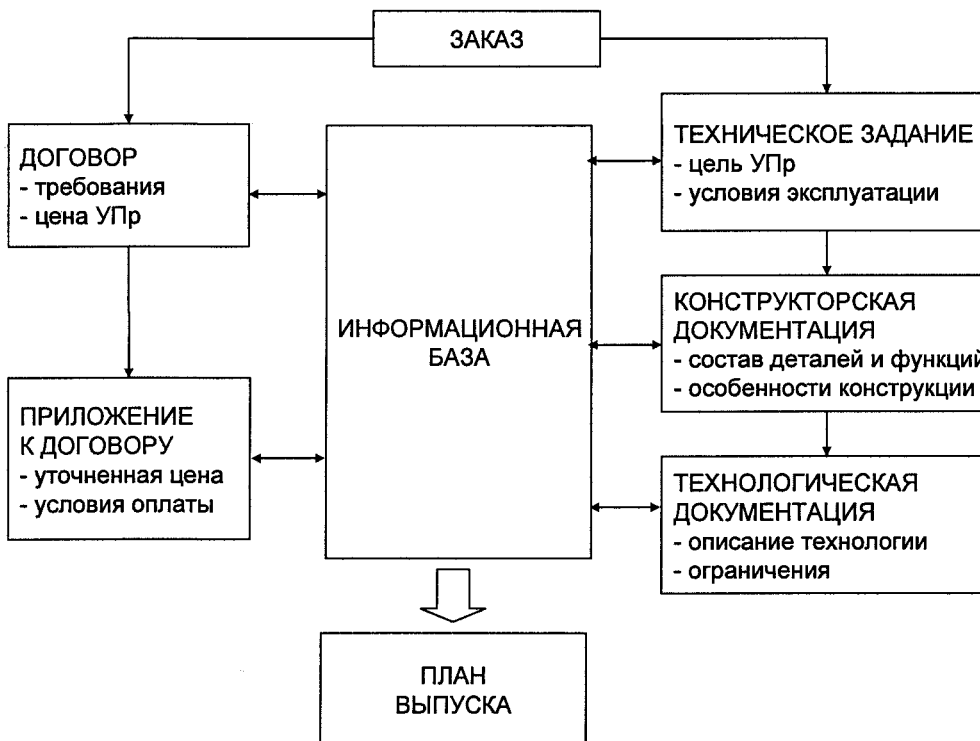 ЗАКАЗ
ДОГОВОР
- требования
- цена УПр
ПРИЛОЖЕНИЕ
К ДОГОВОРУ
- уточненная цена
- условия оплаты
ИНФОРМАЦИОННАЯ
БАЗА
ТЕХНИЧЕСКОЕ ЗАДАНИЕ
- цель УПр
- условия эксплуатации
КОНСТРУКТОРСКАЯ
ДОКУМЕНТАЦИЯ
- состав деталей и функций
- особенности конструкции
ТЕХНОЛОГИЧЕСКАЯ
ДОКУМЕНТАЦИЯ
- описание технологии
- ограничения
ПЛАН
ВЫПУСКА